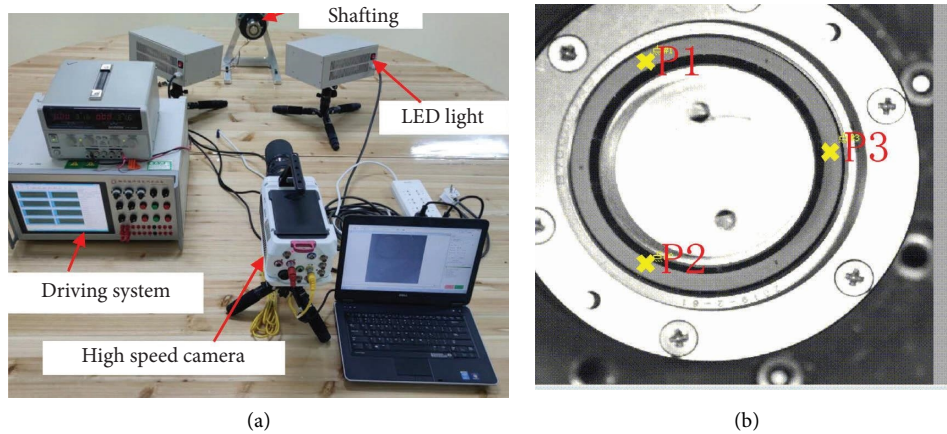 Shafting
LED light
Driving system
High speed camera
P1
P3
P2
(a)
(b)